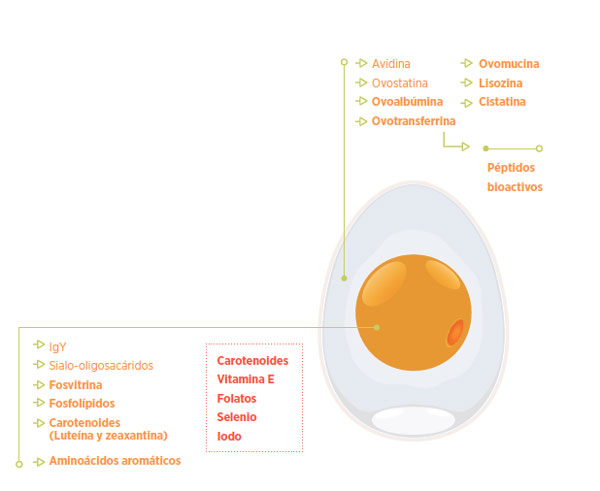 Avidina
Ovostatina
Ovoalbúmina
Ovotransferrina
Ovomucina
Lisozina
Cistatina
Péptidos
bioactivos
IgY
Sialo-oligosacáridos
Fosvitrina
Fosfolípidos
Carotenoides
(Luteína y zeaxantina)
Aminoácidos aromáticos
Carotenoides
Vitamina E
Folatos
Selenio
Iodo